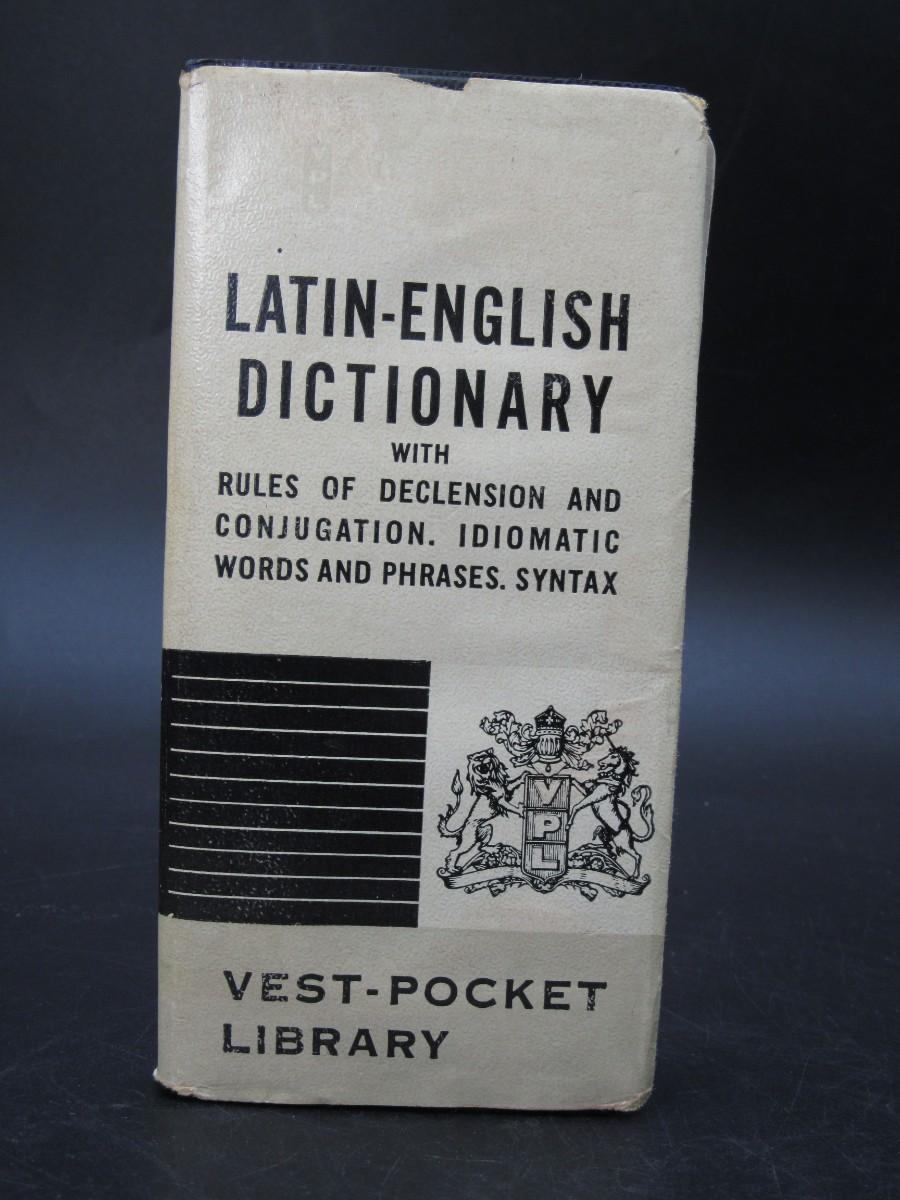 VPL
LATIN-ENGLISH
DICTIONARY
WITH
RULES OF DECLENSION AND
CONJUGATION. IDIOMATIC
WORDS AND PHRASES. SYNTAX
V
P
L
VEST-POCKET
LIBRARY